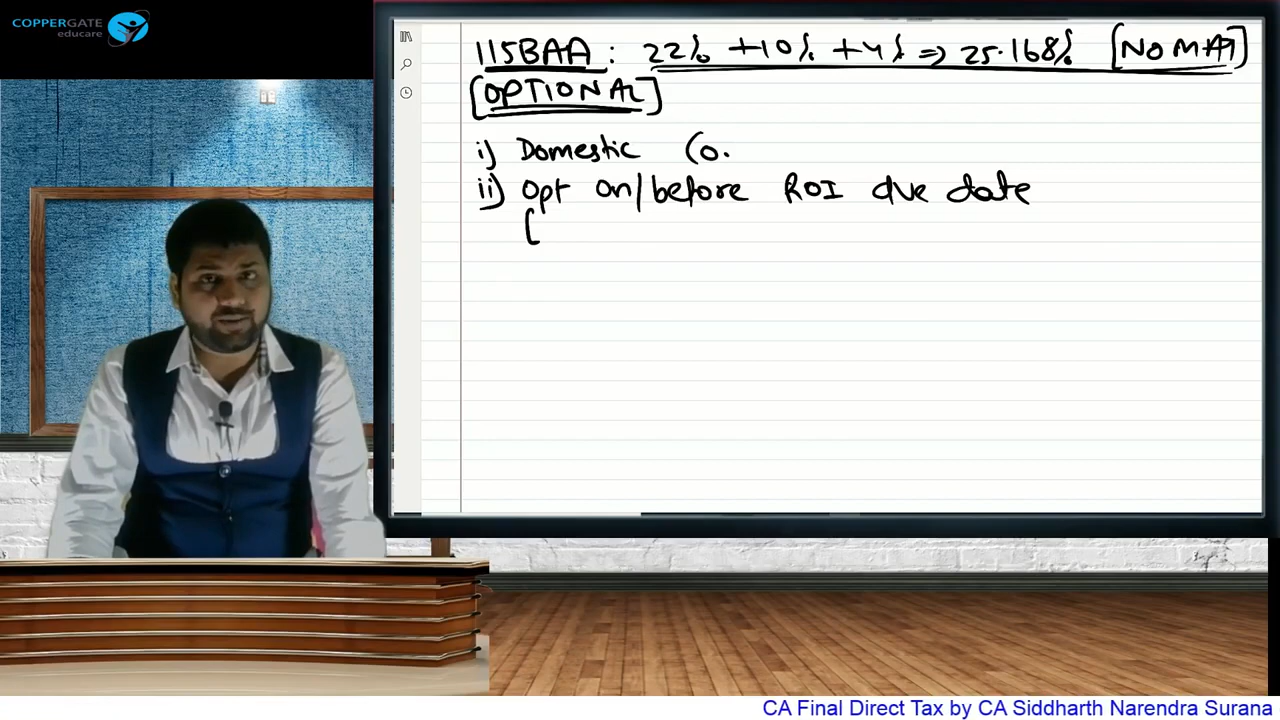 COPPERGATE
educare
115BAA : 22% +10% +4% ⇒ 25.168% [NO MAT]
[OPTIONAL]
i) Domestic Co.
ii) Opt on/before ROI due date
[
CA Final Direct Tax by CA Siddharth Narendra Surana